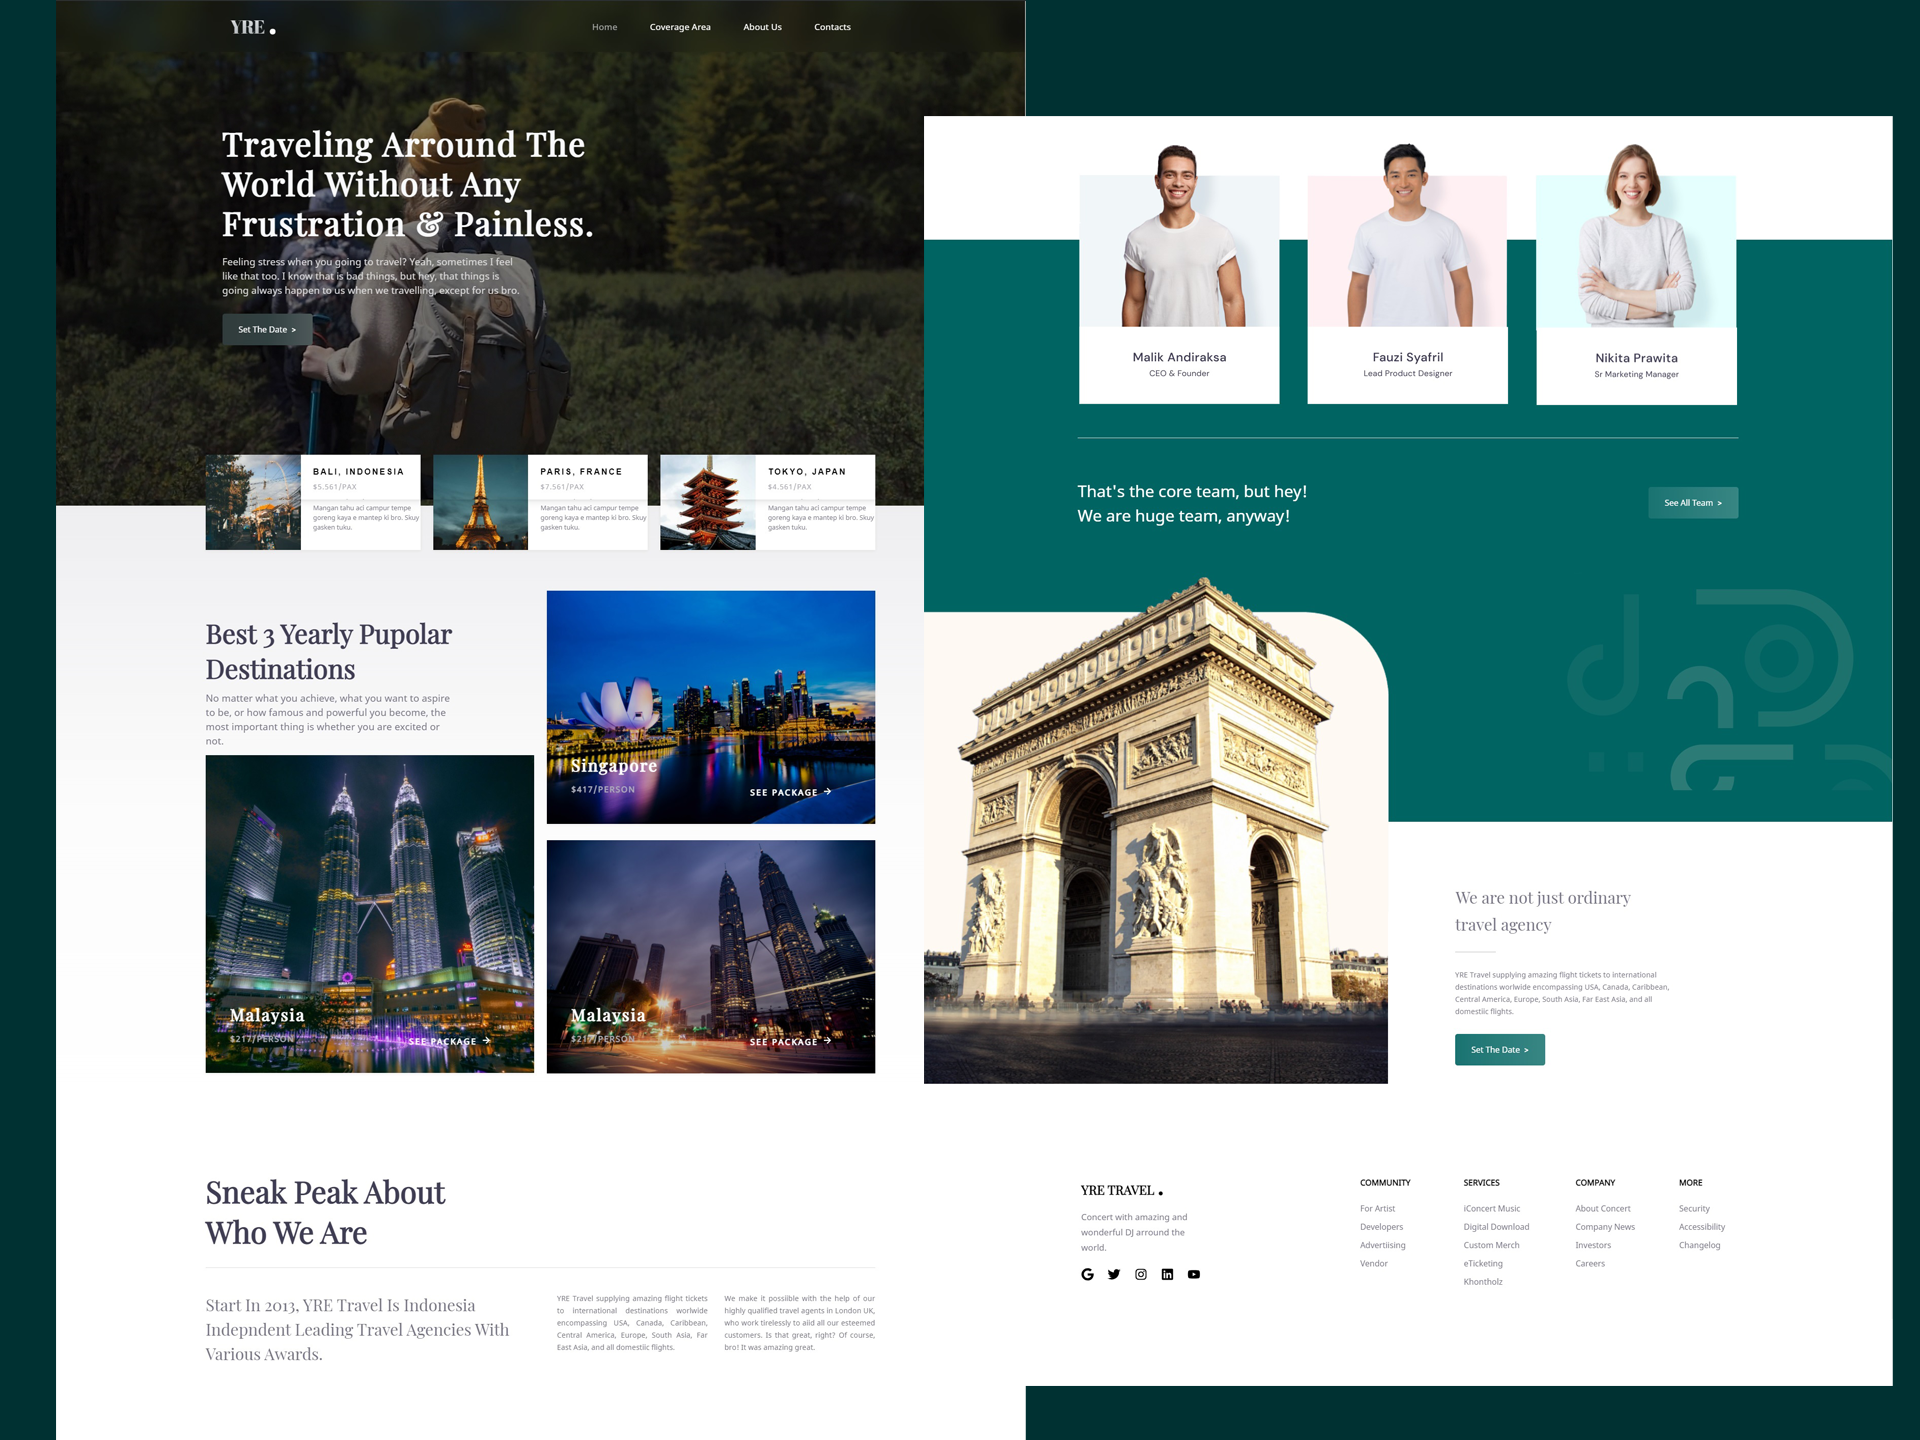 YRE.
Home Coverage Area About Us Contacts
Traveling Arround The
World Without Any
Frustration & Painless.
Feeling stress when you going to travel? Yeah, sometimes I feel
like that too. I know that is bad things, but hey, that things is
going always happen to us when we travelling, except for us bro.
Set The Date >
BALI, INDONESIA
$5.561/PAX
Mangan tahu aci campur tempe
goreng kaya e mantep ki bro. Skuy
gasken tuku.
PARIS, FRANCE
$7.561/PAX
Mangan tahu aci campur tempe
goreng kaya e mantep ki bro. Skuy
gasken tuku.
TOKYO, JAPAN
$4.561/PAX
Mangan tahu aci campur tempe
goreng kaya e mantep ki bro. Skuy
gasken tuku.
Best 3 Yearly Pupolar
Destinations
No matter what you achieve, what you want to aspire
to be, or how famous and powerful you become, the
most important thing is whether you are excited or
not.
Singapore
$417/PERSON
SEE PACKAGE →
Malaysia
$217/PERSON
SEE PACKAGE →
Malaysia
$217/PERSON
SEE PACKAGE →
Sneak Peak About
Who We Are
Start In 2013, YRE Travel Is Indonesia
Indepndent Leading Travel Agencies With
Various Awards.
YRE Travel supplying amazing flight tickets
to international destinations worlwide
encompassing USA, Canada, Caribbean,
Central America, Europe, South Asia, Far
East Asia, and all domestiic flights.
We make it possiible with the help of our
highly qualified travel agents in London UK,
who work tirelessly to aiid all our esteemed
customers. Is that great, right? Of course,
bro! It was amazing great.
Malik Andiraksa
CEO & Founder
Fauzi Syafril
Lead Product Designer
Nikita Prawita
Sr Marketing Manager
That's the core team, but hey!
We are huge team, anyway!
See All Team >
We are not just ordinary
travel agency
YRE Travel supplying amazing flight tickets to international
destinations worlwide encompassing USA, Canada, Caribbean,
Central America, Europe, South Asia, Far East Asia, and all
domestiic flights.
Set The Date >
YRE TRAVEL.
Concert with amazing and
wonderful DJ arround the
world.
COMMUNITY
For Artist
Developers
Advertiising
Vendor
SERVICES
iConcert Music
Digital Download
Custom Merch
eTicketing
Khontholz
COMPANY
About Concert
Company News
Investors
Careers
MORE
Security
Accessibility
Changelog